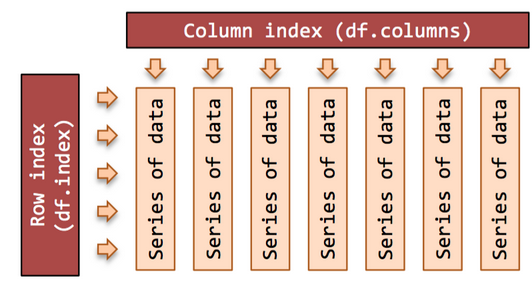 Column index (df.columns)
Row index
(df.index)
Series of data
Series of data
Series of data
Series of data
Series of data
Series of data
Series of data